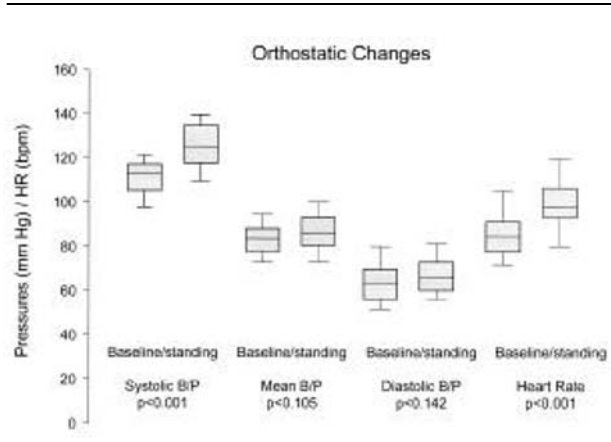 Orthostatic Changes
Pressures (mm Hg) / HR (bpm)
160
140
120
100
80
60
40
20
0
Baseline/standing Baseline/standing Baseline/standing Baseline/standing
Systolic B/P Mean B/P Diastolic B/P Heart Rate
p<0.001 p<0.105 p<0.142 p<0.001